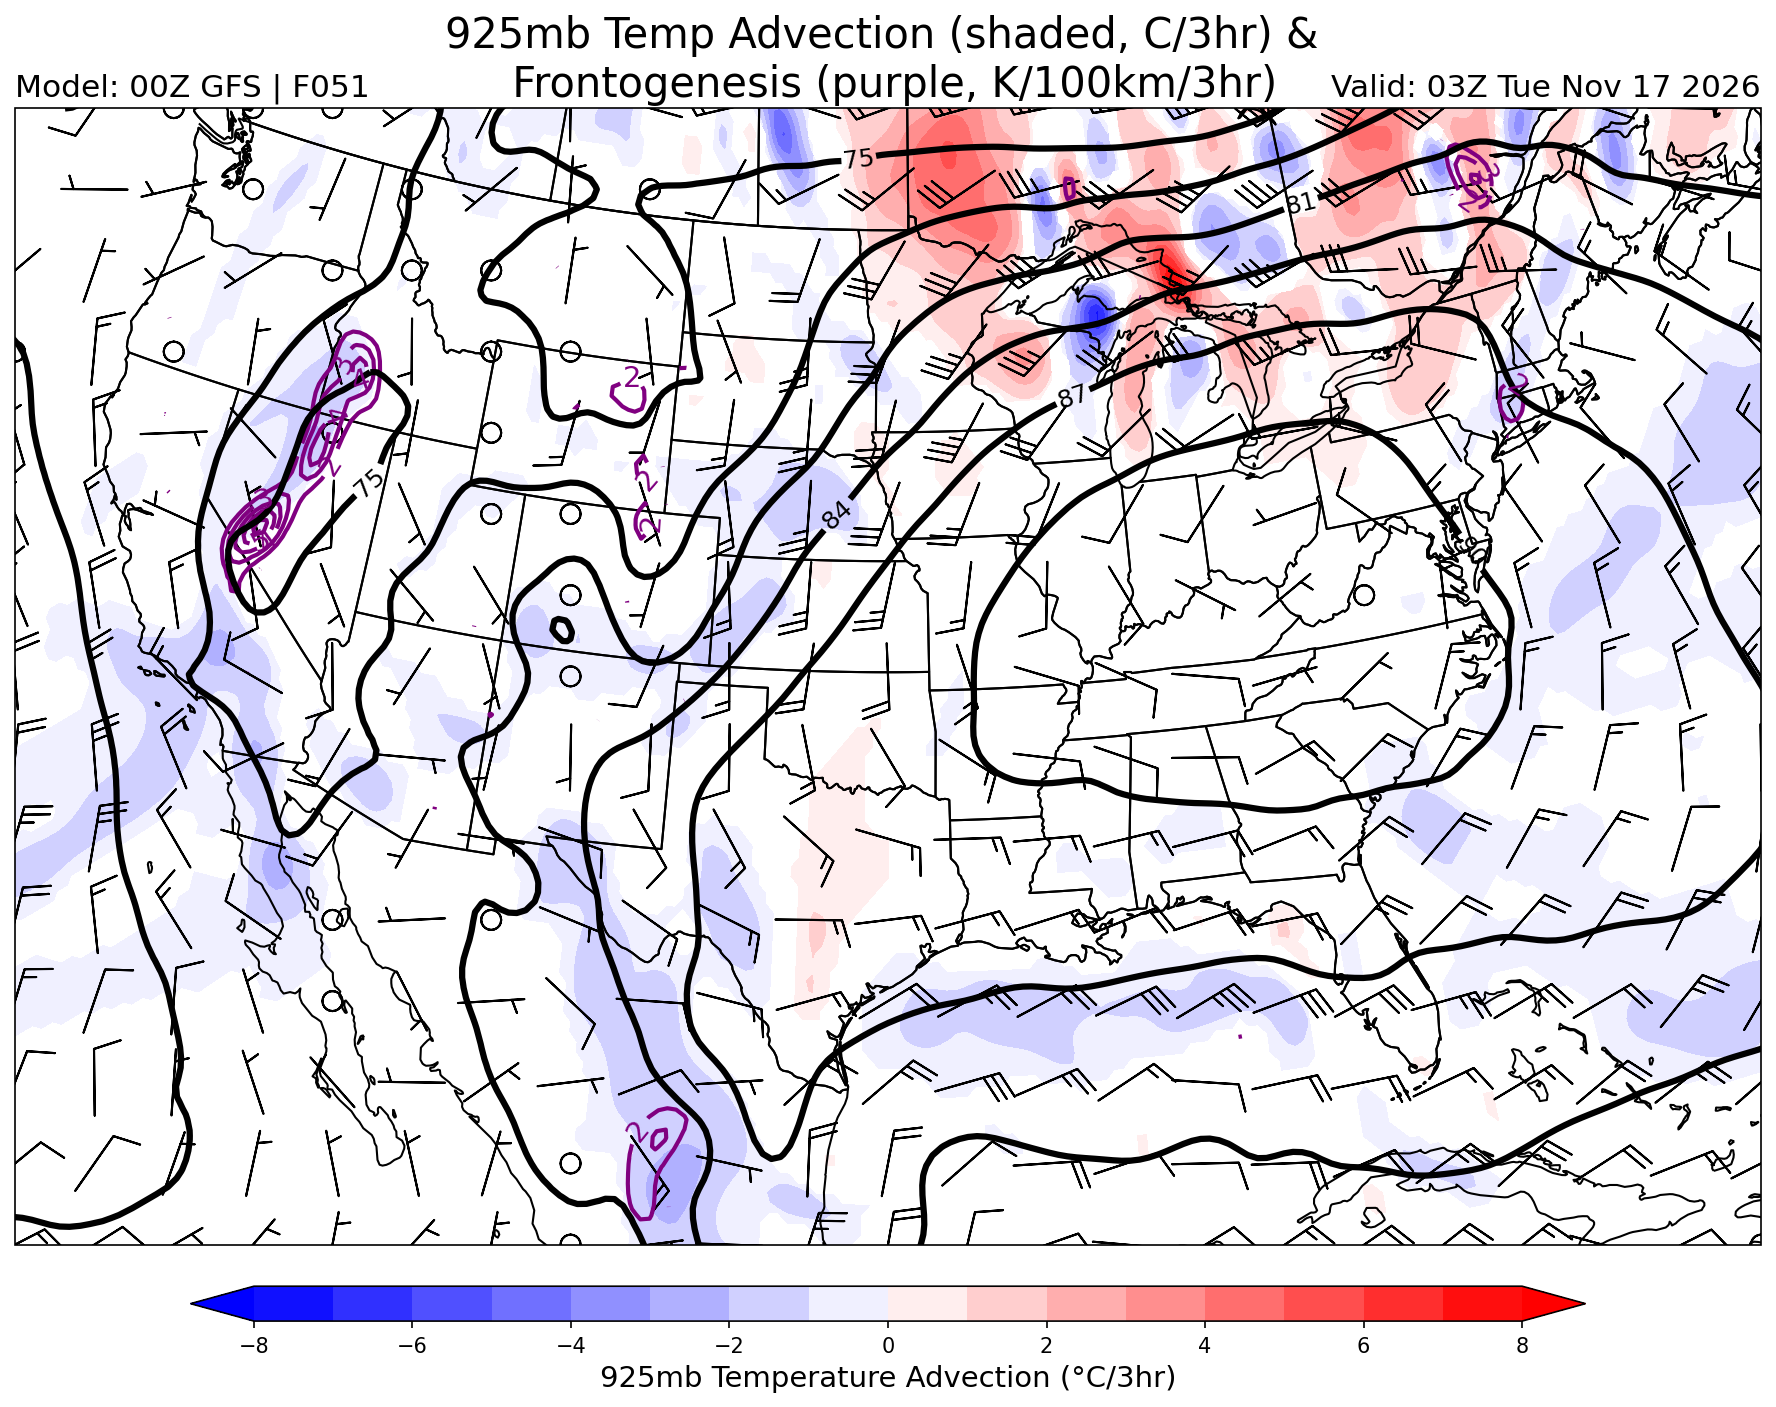 925mb Temp Advection (shaded, C/3hr) &
Frontogenesis (purple, K/100km/3hr)
Model: 00Z GFS | F051
Valid: 03Z Tue Nov 17 2026
75
81
87
84
75
2
2
2
2
2
−8 −6 −4 −2 0 2 4 6 8
925mb Temperature Advection (°C/3hr)